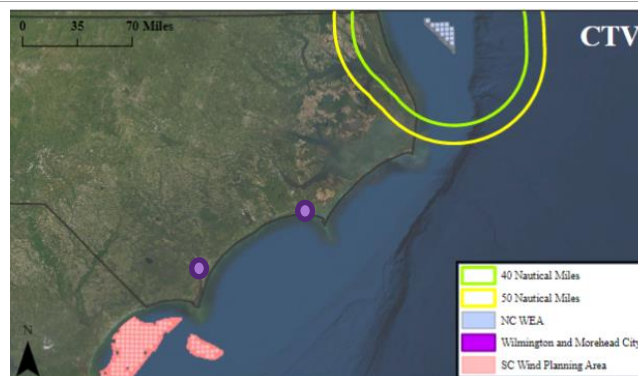 0 35 70 Miles
CTV
N
40 Nautical Miles
50 Nautical Miles
NC WEA
Wilmington and Morehead City
SC Wind Planning Area